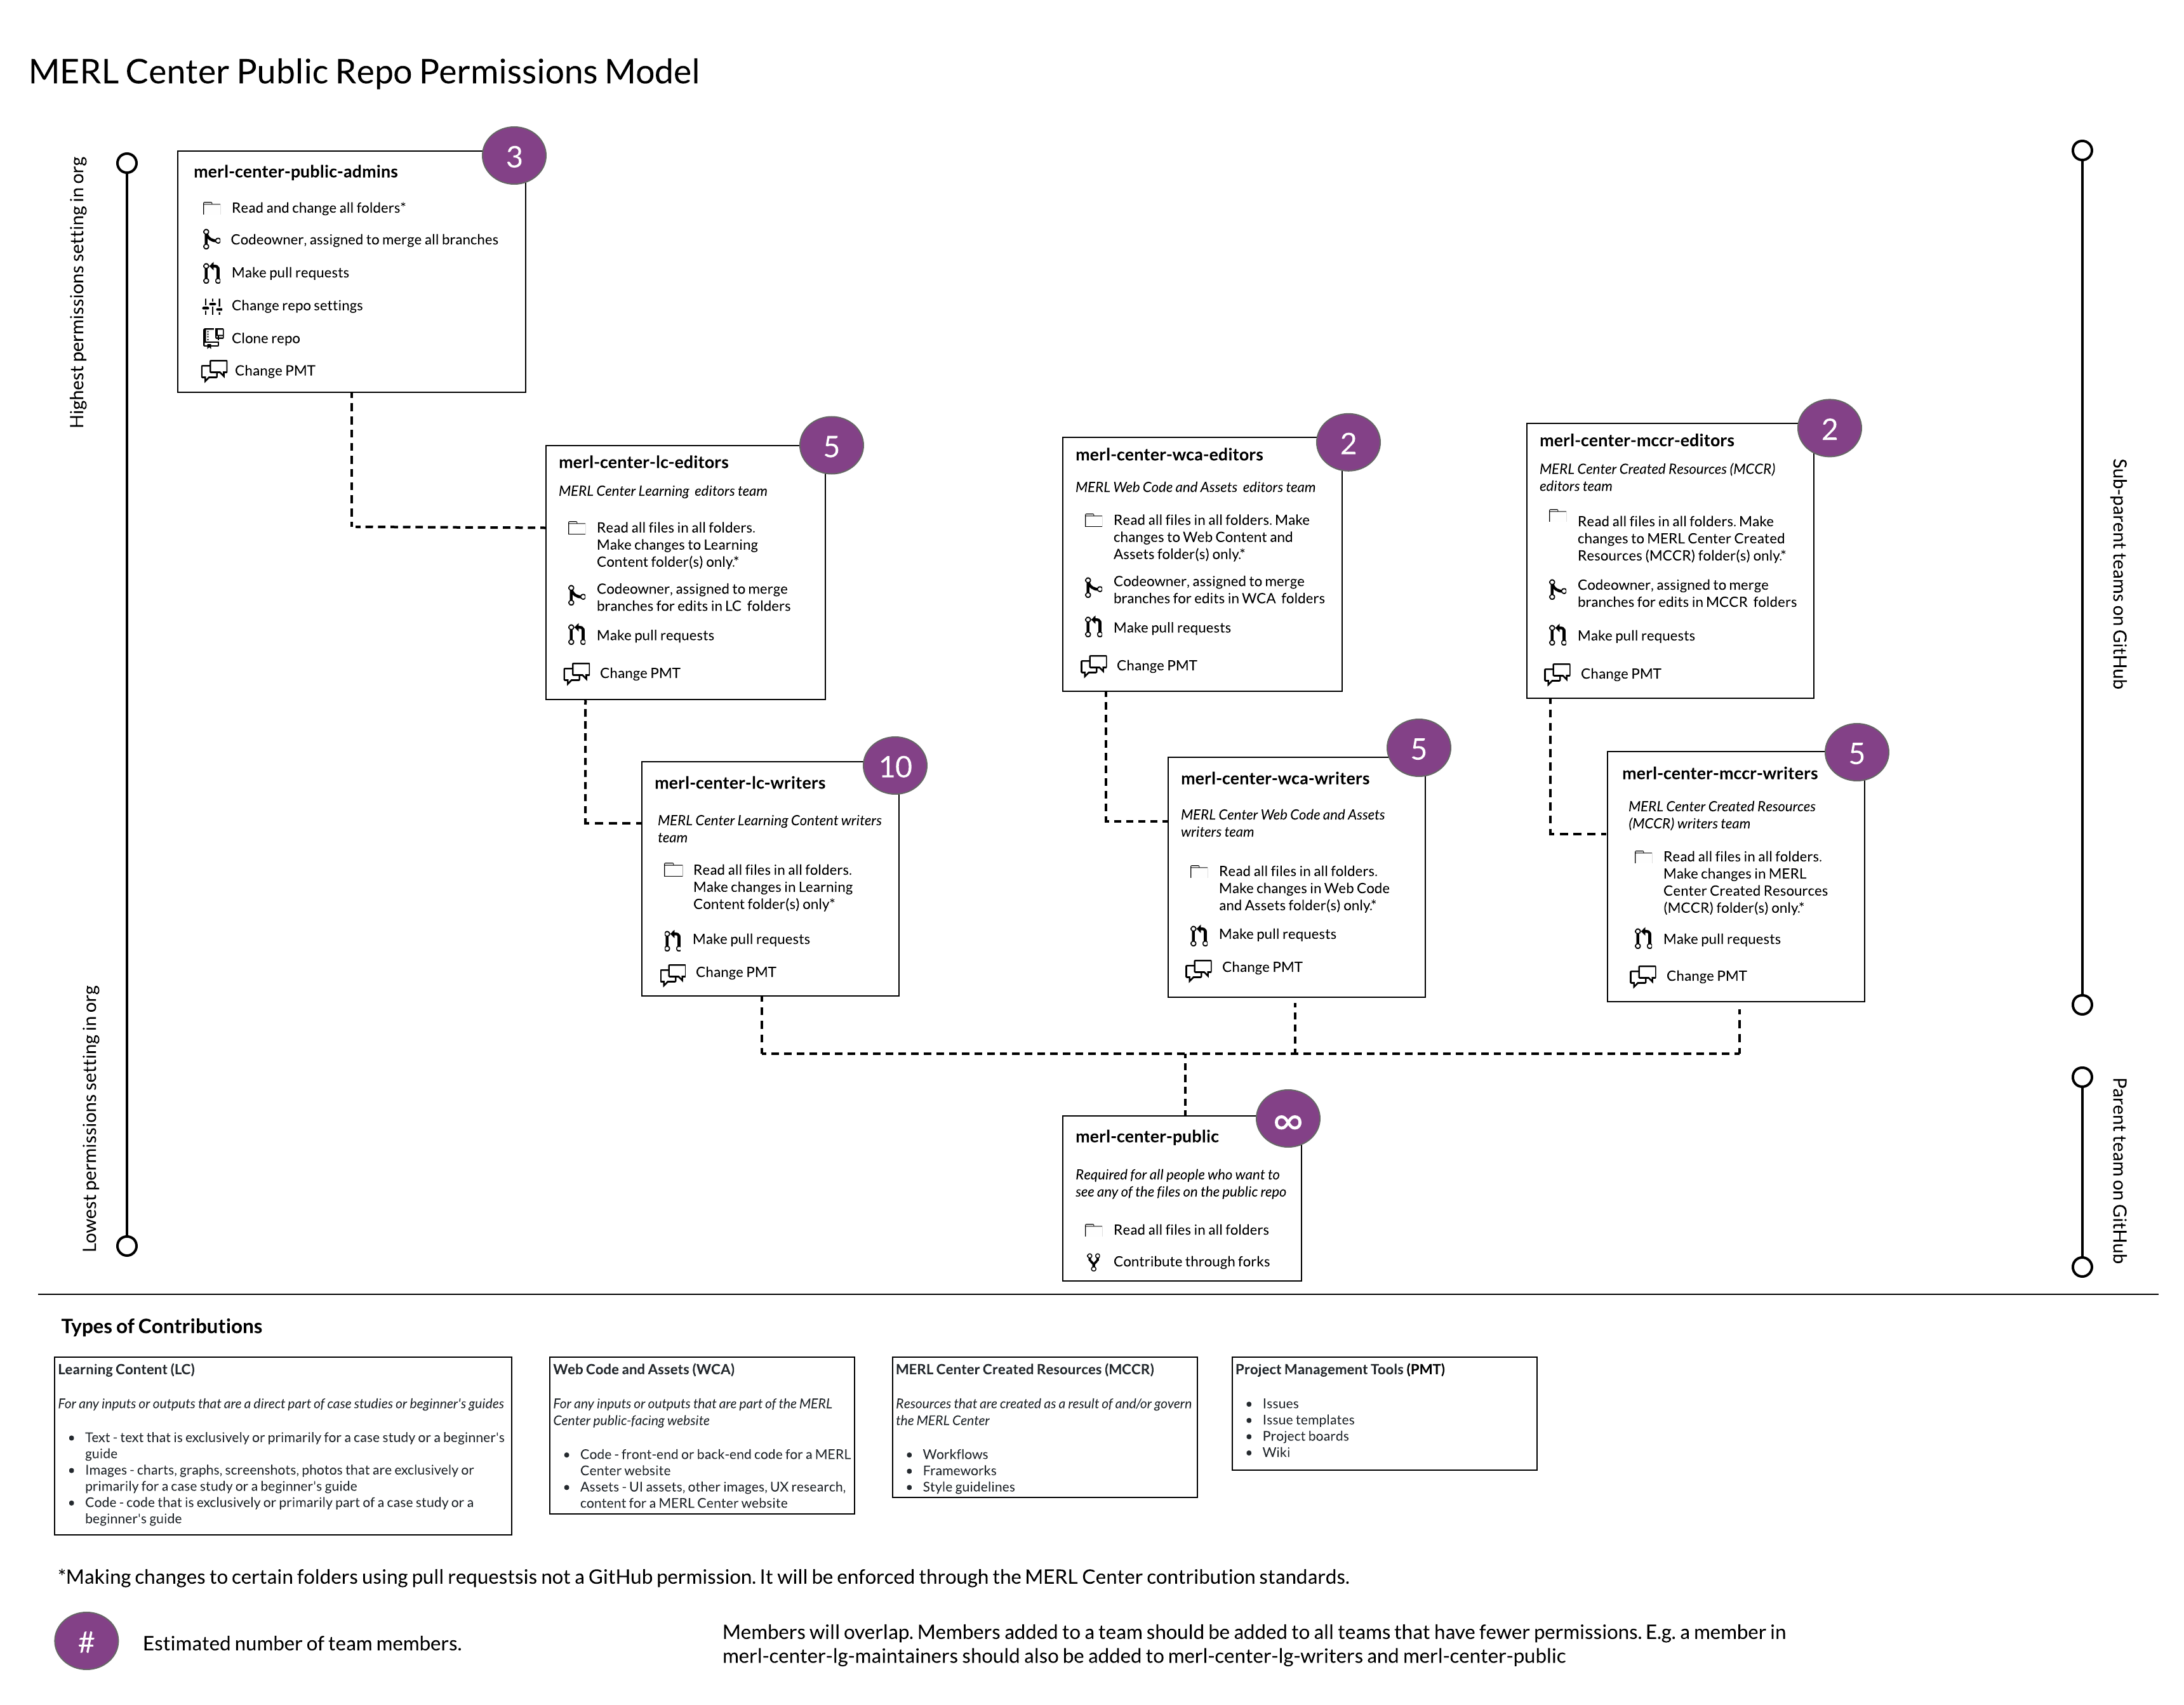 MERL Center Public Repo Permissions Model
Highest permissions setting in org
Lowest permissions setting in org
3
merl-center-public-admins
Read and change all folders*
Codeowner, assigned to merge all branches
Make pull requests
Change repo settings
Clone repo
Change PMT
5
merl-center-lc-editors
MERL Center Learning editors team
Read all files in all folders.
Make changes to Learning
Content folder(s) only.*
Codeowner, assigned to merge
branches for edits in LC folders
Make pull requests
Change PMT
2
merl-center-wca-editors
MERL Web Code and Assets editors team
Read all files in all folders. Make
changes to Web Content and
Assets folder(s) only.*
Codeowner, assigned to merge
branches for edits in WCA folders
Make pull requests
Change PMT
2
merl-center-mccr-editors
MERL Center Created Resources (MCCR)
editors team
Read all files in all folders. Make
changes to MERL Center Created
Resources (MCCR) folder(s) only.*
Codeowner, assigned to merge
branches for edits in MCCR folders
Make pull requests
Change PMT
10
merl-center-lc-writers
MERL Center Learning Content writers
team
Read all files in all folders.
Make changes in Learning
Content folder(s) only*
Make pull requests
Change PMT
5
merl-center-wca-writers
MERL Center Web Code and Assets
writers team
Read all files in all folders.
Make changes in Web Code
and Assets folder(s) only.*
Make pull requests
Change PMT
5
merl-center-mccr-writers
MERL Center Created Resources
(MCCR) writers team
Read all files in all folders.
Make changes in MERL
Center Created Resources
(MCCR) folder(s) only.*
Make pull requests
Change PMT
∞
merl-center-public
Required for all people who want to
see any of the files on the public repo
Read all files in all folders
Contribute through forks
Sub-parent teams on GitHub
Parent team on GitHub
Types of Contributions
Learning Content (LC)
For any inputs or outputs that are a direct part of case studies or beginner's guides
• Text - text that is exclusively or primarily for a case study or a beginner's
guide
• Images - charts, graphs, screenshots, photos that are exclusively or
primarily for a case study or a beginner's guide
• Code - code that is exclusively or primarily part of a case study or a
beginner's guide
Web Code and Assets (WCA)
For any inputs or outputs that are part of the MERL
Center public-facing website
• Code - front-end or back-end code for a MERL
Center website
• Assets - UI assets, other images, UX research,
content for a MERL Center website
MERL Center Created Resources (MCCR)
Resources that are created as a result of and/or govern
the MERL Center
• Workflows
• Frameworks
• Style guidelines
Project Management Tools (PMT)
• Issues
• Issue templates
• Project boards
• Wiki
*Making changes to certain folders using pull requestsis not a GitHub permission. It will be enforced through the MERL Center contribution standards.
#
Estimated number of team members.
Members will overlap. Members added to a team should be added to all teams that have fewer permissions. E.g. a member in
merl-center-lg-maintainers should also be added to merl-center-lg-writers and merl-center-public